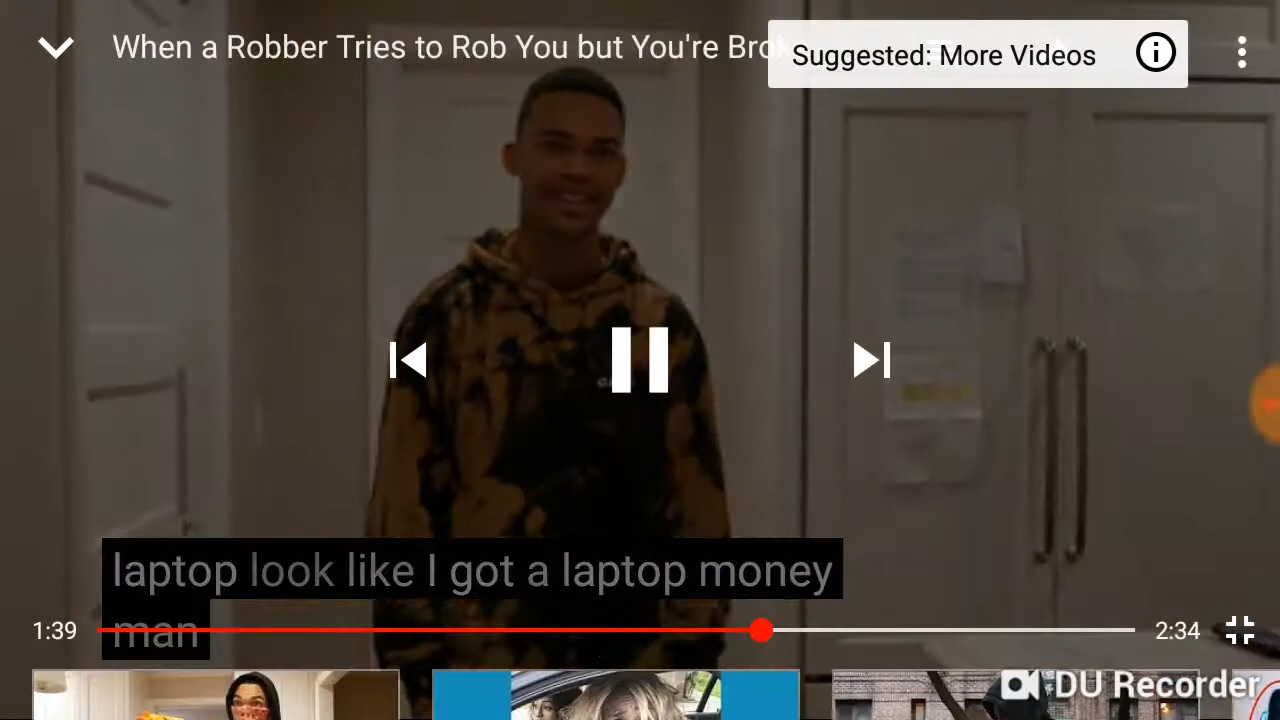 When a Robber Tries to Rob You but You're Brok
Suggested: More Videos
laptop look like I got a laptop money
man
1:39
2:34
DU Recorder